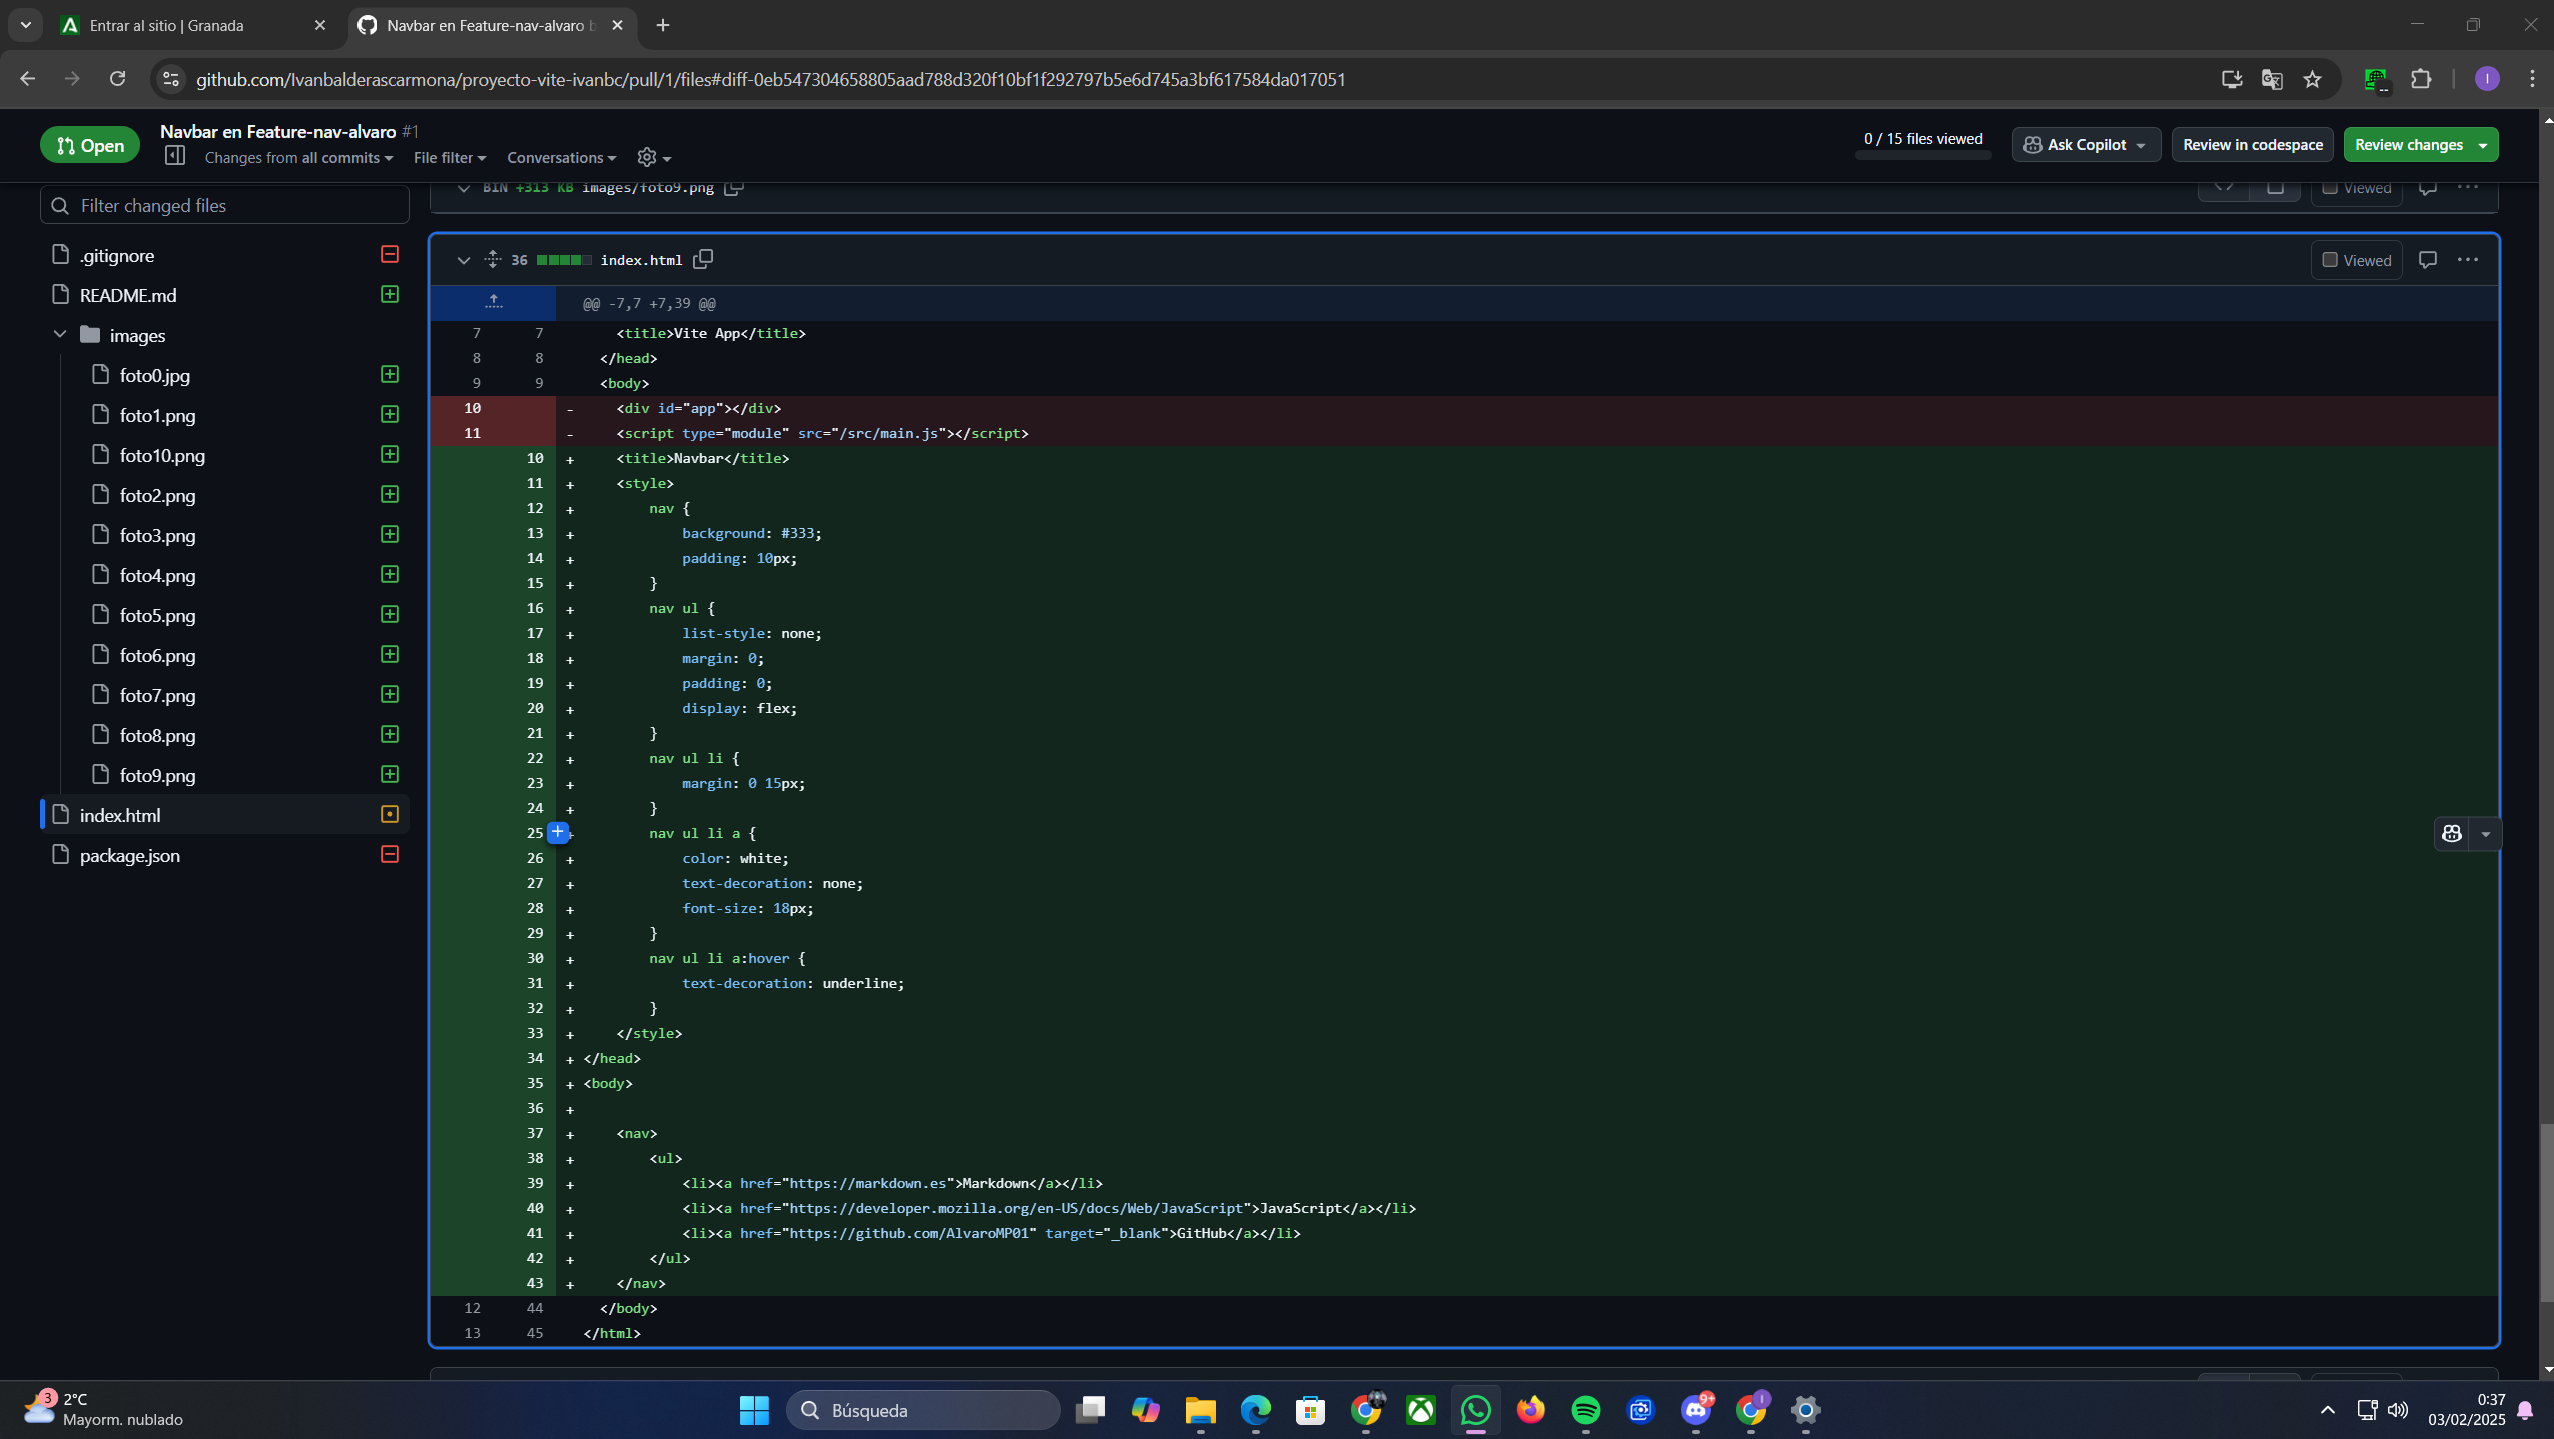 Entrar al sitio | Granada
Navbar en Feature-nav-alvaro b
github.com/Ivanbalderascarmona/proyecto-vite-ivanbc/pull/1/files#diff-0eb547304658805aad788d320f10bf1f292797b5e6d745a3bf617584da017051
I
Open
Navbar en Feature-nav-alvaro #1
Changes from all commits
File filter
Conversations
0 / 15 files viewed
Ask Copilot
Review in codespace
Review changes
Filter changed files
.gitignore
README.md
images
foto0.jpg
foto1.png
foto10.png
foto2.png
foto3.png
foto4.png
foto5.png
foto6.png
foto7.png
foto8.png
foto9.png
index.html
package.json
BIN +313 KB images/foto9.png
Viewed
36 index.html
Viewed
@@ -7,7 +7,39 @@
7 7 <title>Vite App</title>
8 8 </head>
9 9 <body>
10 - <div id="app"></div>
11 - <script type="module" src="/src/main.js"></script>
10 + <title>Navbar</title>
11 + <style>
12 + nav {
13 + background: #333;
14 + padding: 10px;
15 + }
16 + nav ul {
17 + list-style: none;
18 + margin: 0;
19 + padding: 0;
20 + display: flex;
21 + }
22 + nav ul li {
23 + margin: 0 15px;
24 + }
25 + nav ul li a {
26 + color: white;
27 + text-decoration: none;
28 + font-size: 18px;
29 + }
30 + nav ul li a:hover {
31 + text-decoration: underline;
32 + }
33 + </style>
34 + </head>
35 + <body>
36 +
37 + <nav>
38 + <ul>
39 + <li><a href="https://markdown.es">Markdown</a></li>
40 + <li><a href="https://developer.mozilla.org/en-US/docs/Web/JavaScript">JavaScript</a></li>
41 + <li><a href="https://github.com/AlvaroMP01" target="_blank">GitHub</a></li>
42 + </ul>
43 + </nav>
12 44 </body>
13 45 </html>
3
2°C
Mayorm. nublado
Búsqueda
9+
I
0:37
03/02/2025